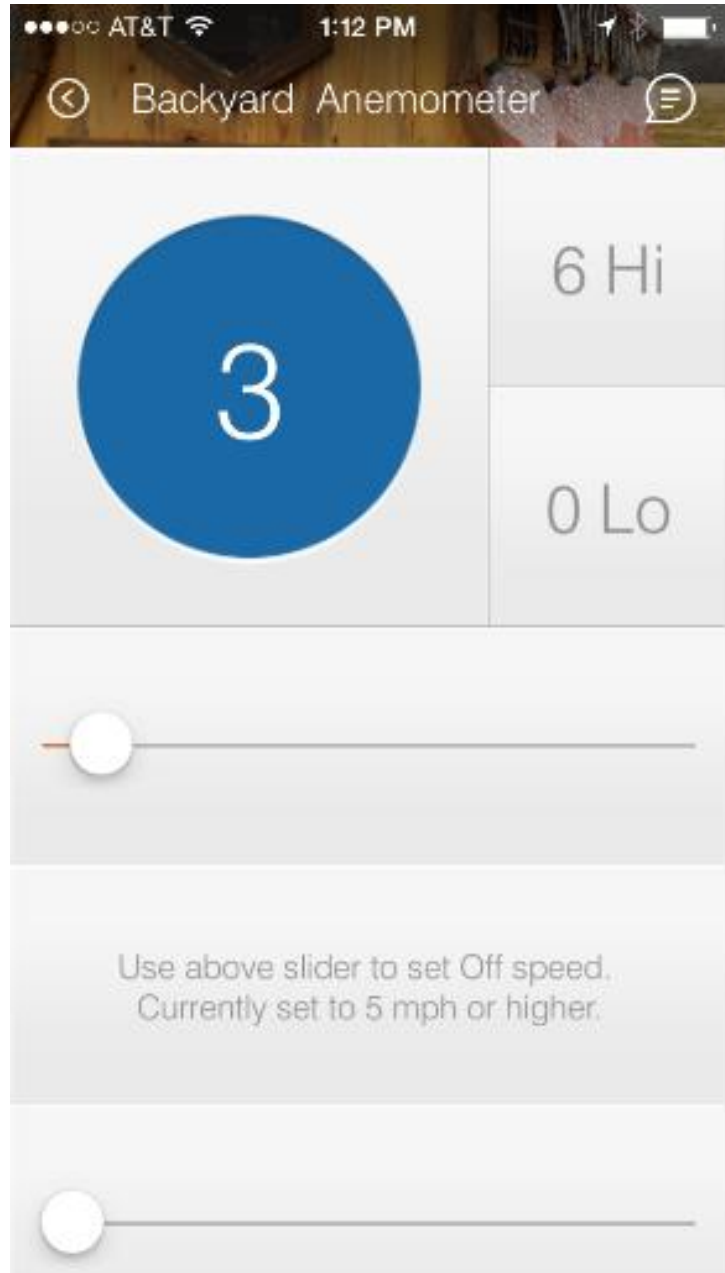 AT&T 1:12 PM
Backyard Anemometer
3
6 Hi
0 Lo
Use above slider to set Off speed.
Currently set to 5 mph or higher.